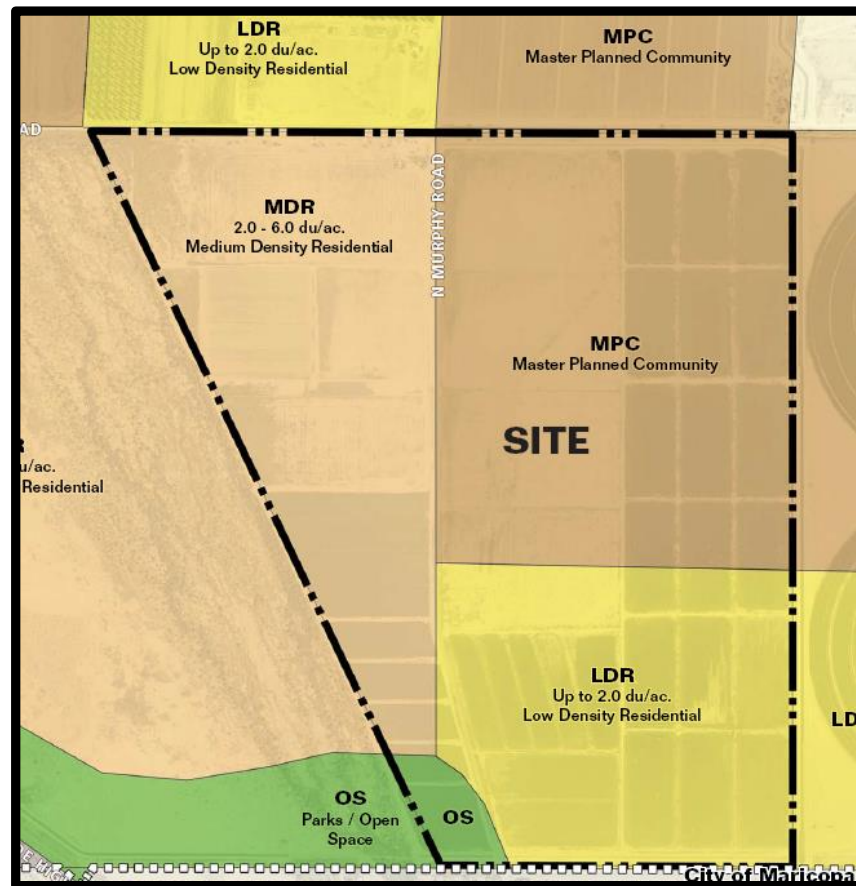 LDR
Up to 2.0 du/ac.
Low Density Residential
MPC
Master Planned Community
AD
MDR
2.0 - 6.0 du/ac.
Medium Density Residential
N MURPHY ROAD
MPC
Master Planned Community
SITE
u/ac.
Residential
LDR
Up to 2.0 du/ac.
Low Density Residential
LD
OS
Parks / Open
Space
OS
City of Maricopa